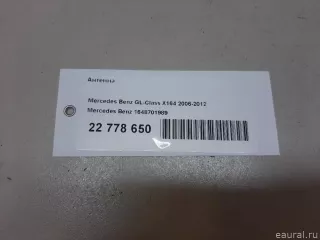 Антенна
Mercedes Benz GL-Class X164 2006-2012
Mercedes Benz 1648701989
22 778 650
eaural.ru